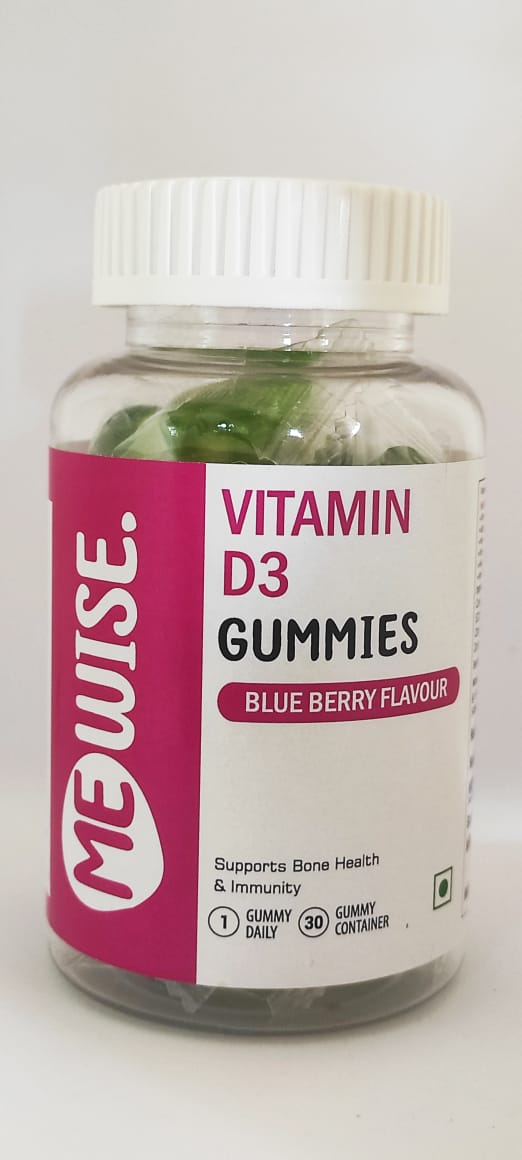 MEWISE.
VITAMIN
D3
GUMMIES
BLUE BERRY FLAVOUR
Supports Bone Health
& Immunity
1 GUMMY
DAILY
30 GUMMY
CONTAINER